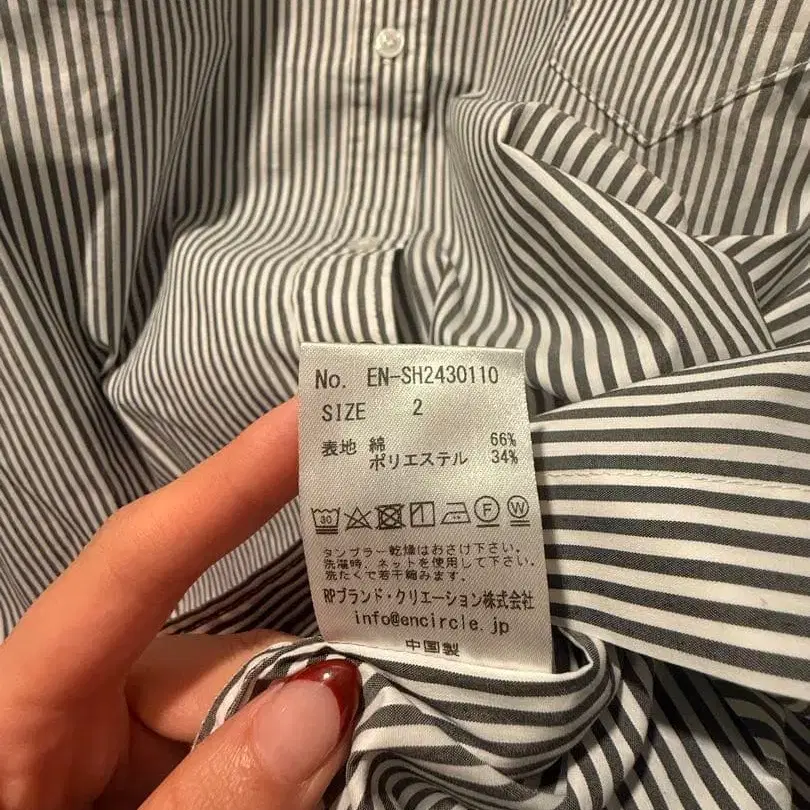 No. EN-SH2430110
SIZE 2
表地 綿 66%
ポリエステル 34%
30 F W
タンブラー乾燥はおさけ下さい。
洗濯時、ネットを使用して下さい。
洗たくで若干縮みます。
RPブランド・クリエーション株式会社
info@encircle.jp
中国製